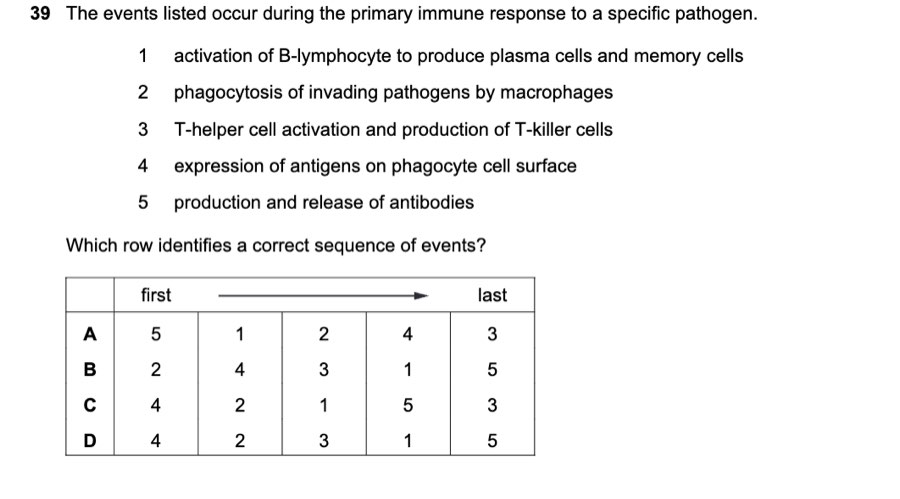 39 The events listed occur during the primary immune response to a specific pathogen.
1 activation of B-lymphocyte to produce plasma cells and memory cells
2 phagocytosis of invading pathogens by macrophages
3 T-helper cell activation and production of T-killer cells
4 expression of antigens on phagocyte cell surface
5 production and release of antibodies
Which row identifies a correct sequence of events?
first last
A 5 1 2 4 3
B 2 4 3 1 5
C 4 2 1 5 3
D 4 2 3 1 5